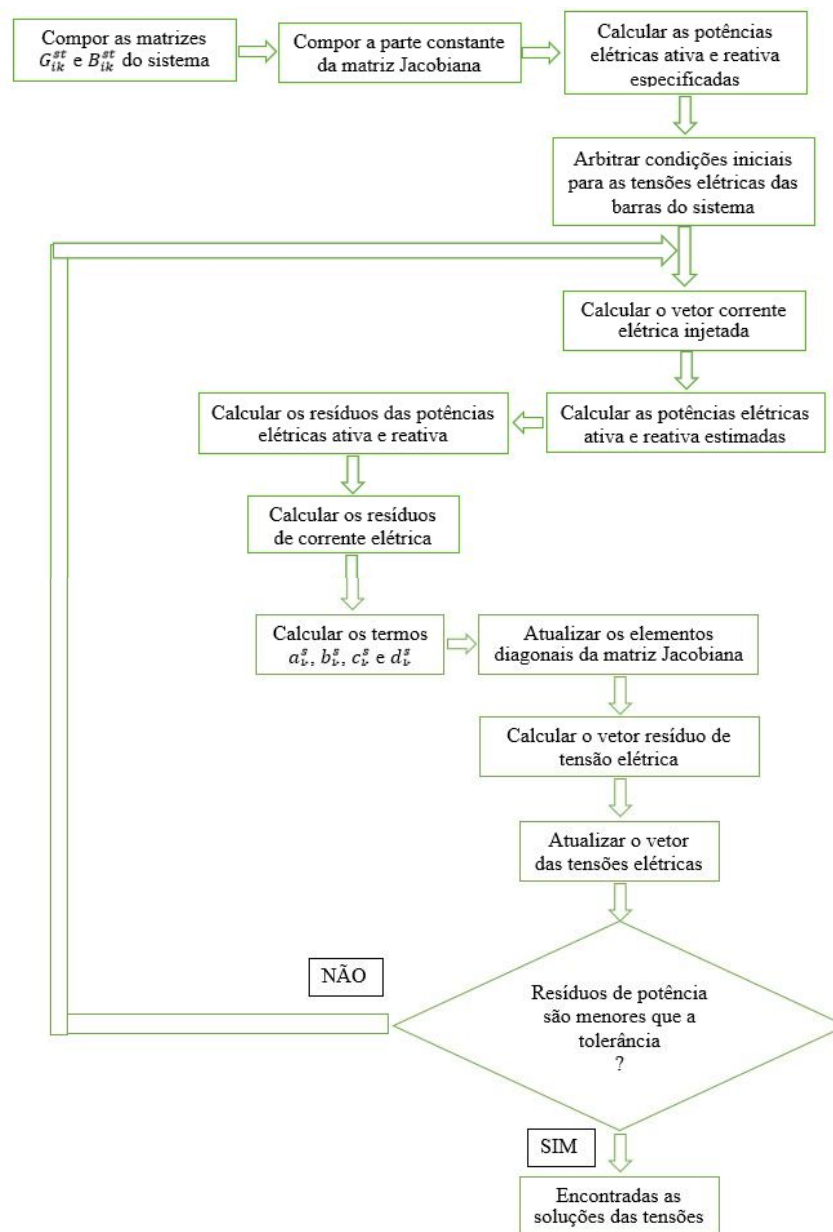 Compor as matrizes
$G_{ik}^{st}$ e $B_{ik}^{st}$ do sistema
Compor a parte constante
da matriz Jacobiana
Calcular as potências
elétricas ativa e reativa
especificadas
Arbitrar condições iniciais
para as tensões elétricas das
barras do sistema
Calcular o vetor corrente
elétrica injetada
Calcular as potências elétricas
ativa e reativa estimadas
Calcular os resíduos das potências
elétricas ativa e reativa
Calcular os resíduos
de corrente elétrica
Calcular os termos
$a_k^s$, $b_k^s$, $c_k^s$ e $d_k^s$
Atualizar os elementos
diagonais da matriz Jacobiana
Calcular o vetor resíduo de
tensão elétrica
Atualizar o vetor
das tensões elétricas
NÃO
Resíduos de potência
são menores que a
tolerância
?
SIM
Encontradas as
soluções das tensões